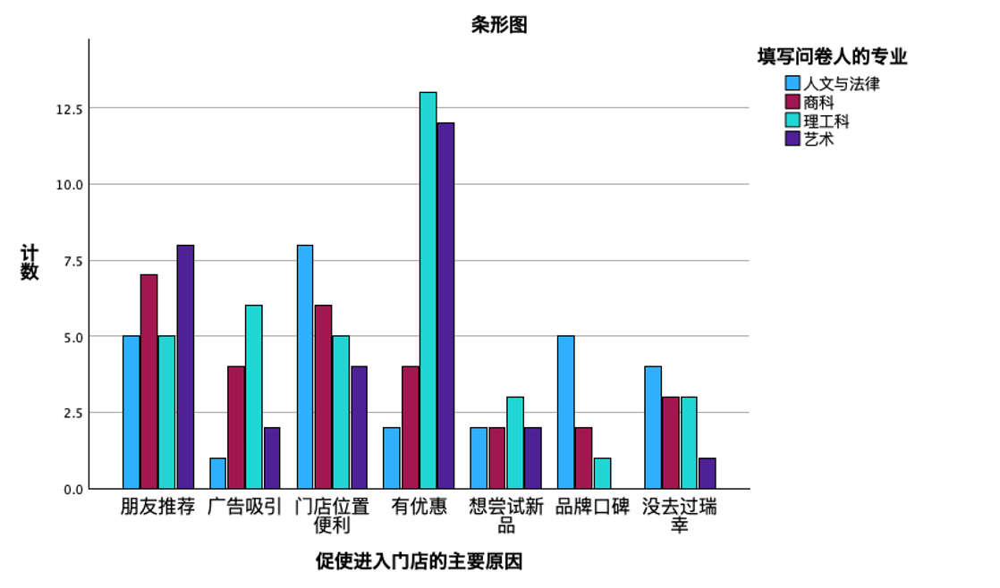 条形图
填写问卷人的专业
人文与法律
商科
理工科
艺术
计数
12.5
10.0
7.5
5.0
2.5
0.0
朋友推荐
广告吸引
门店位置
便利
有优惠
想尝试新
品
品牌口碑
没去过瑞
幸
促使进入门店的主要原因